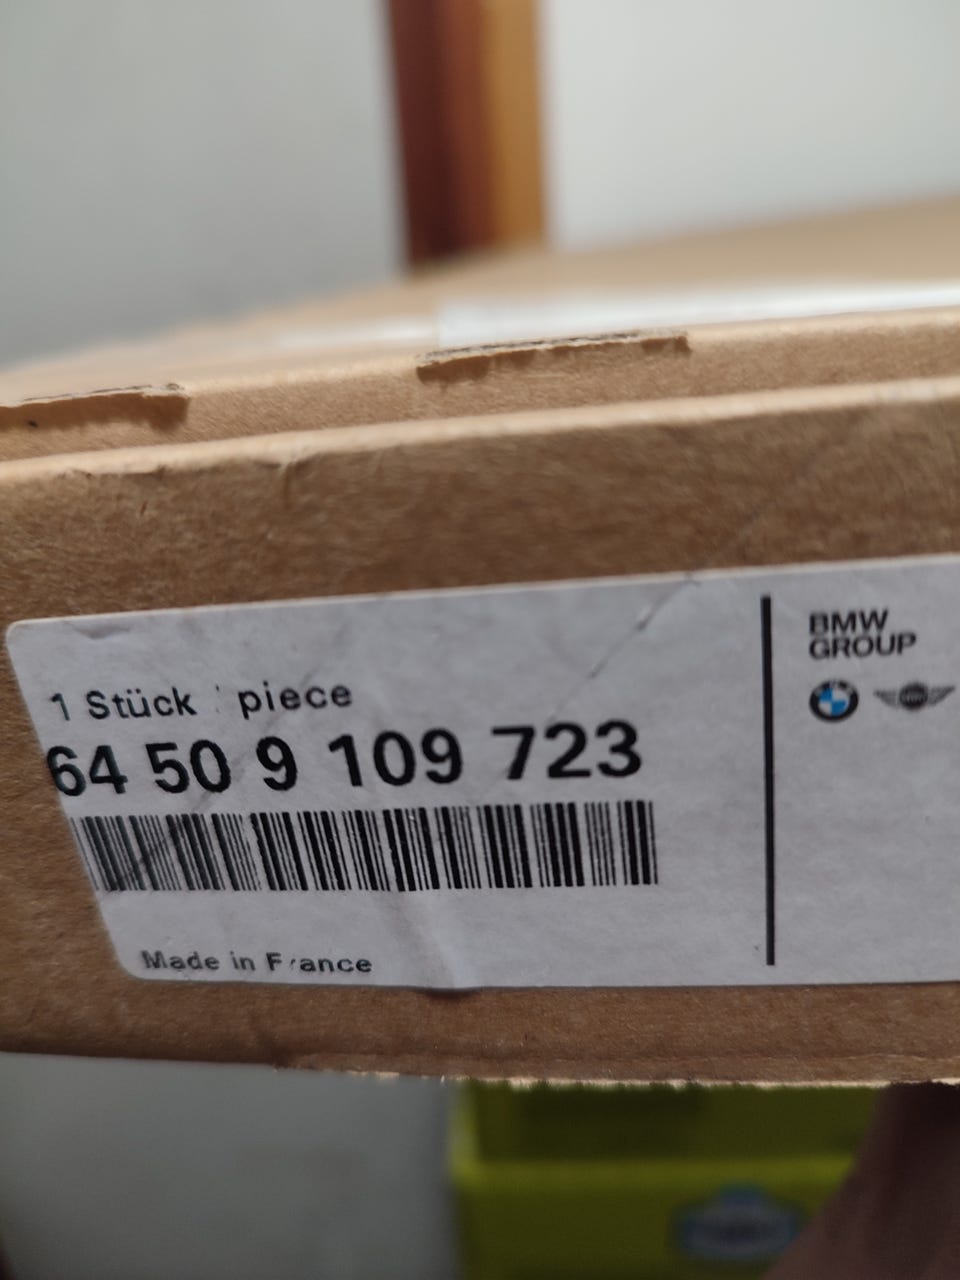 1 Stück piece
64 50 9 109 723
Made in France
BMW
GROUP